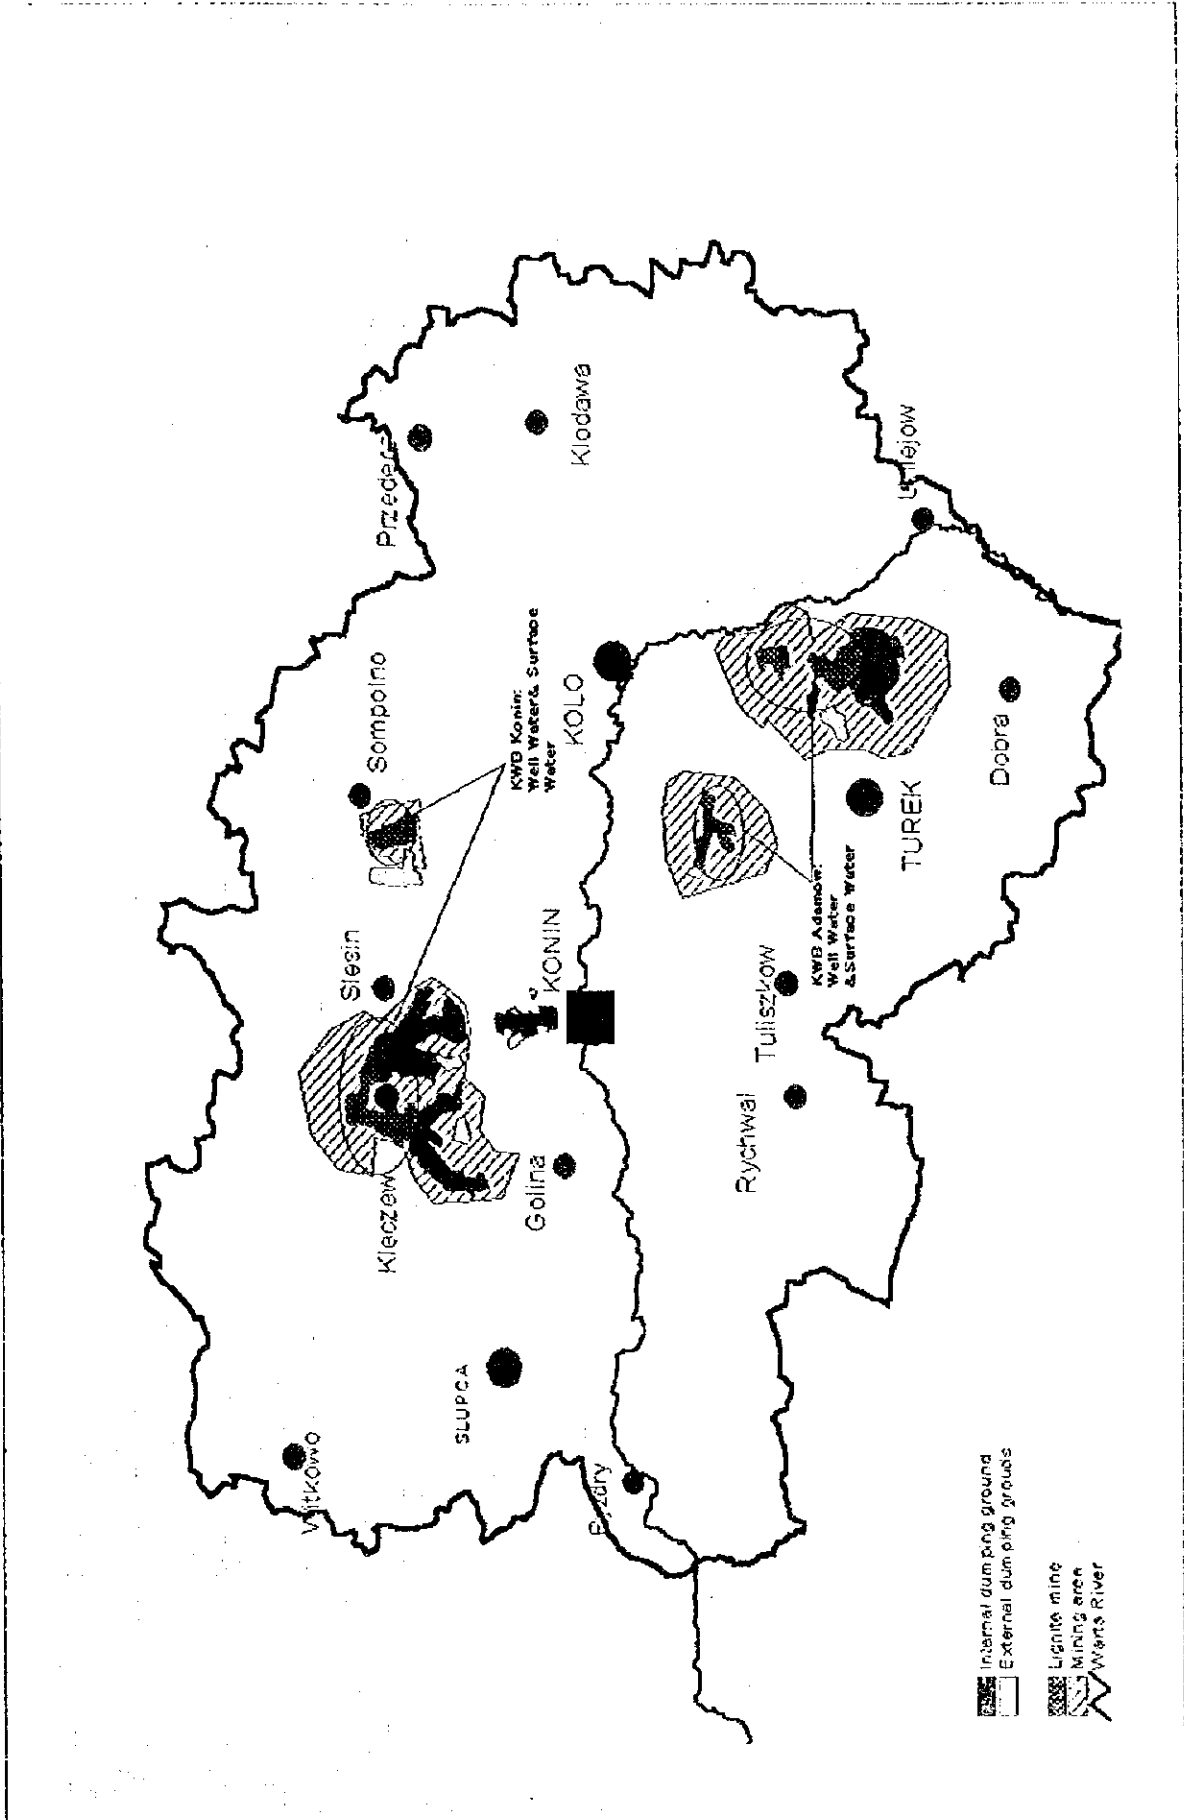 Witkowo
SLUPCA
Pyzdry
Kleczew
Golina
Slesin
KONIN
Sompolno
KWB Konin:
Well Water& Surface
Water
KOLO
Przedecz
Klodawa
Rychwal
Tuliszkow
KWB Adamow:
Well Water
&Surface Water
TUREK
Dobra
Internal dumping ground
External dumping grouds
Lignite mine
Mining area
Warta River